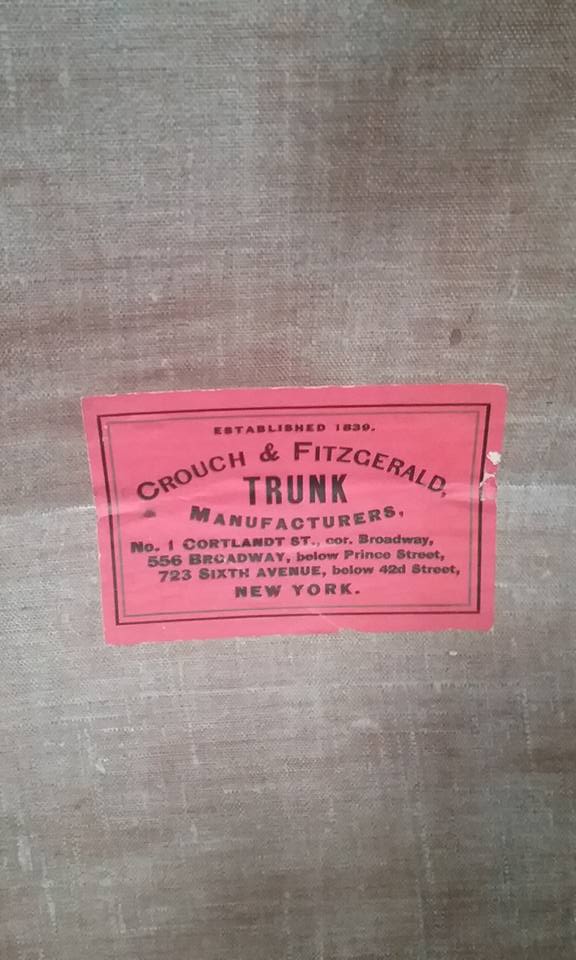 ESTABLISHED 1839.
CROUCH & FITZGERALD,
TRUNK
MANUFACTURERS,
No. 1 CORTLANDT ST., cor. Broadway,
556 BROADWAY, below Prince Street,
723 SIXTH AVENUE, below 42d Street,
NEW YORK.